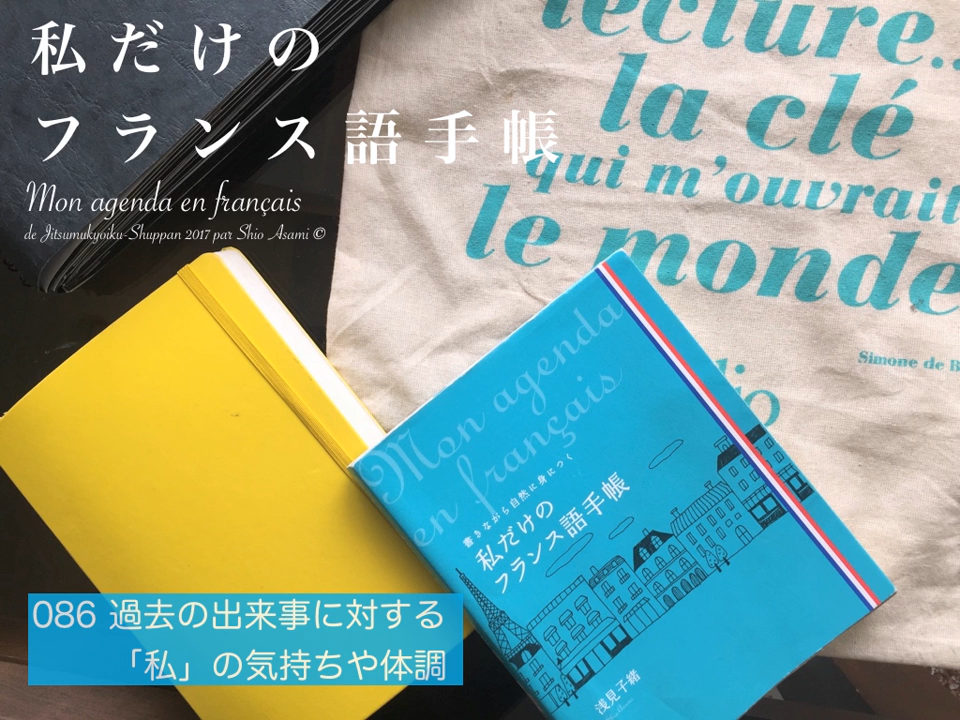 私だけの
フランス語手帳
Mon agenda en français
de Jitsumukyoiku-Shuppan 2017 par Shio Asami ©
lecture...
la clé
qui m'ouvrait
le monde
Simone de B
dio
Mon agenda
en français
書きながら自然に身につく
私だけの
フランス語手帳
浅見子緒
086 過去の出来事に対する
「私」の気持ちや体調